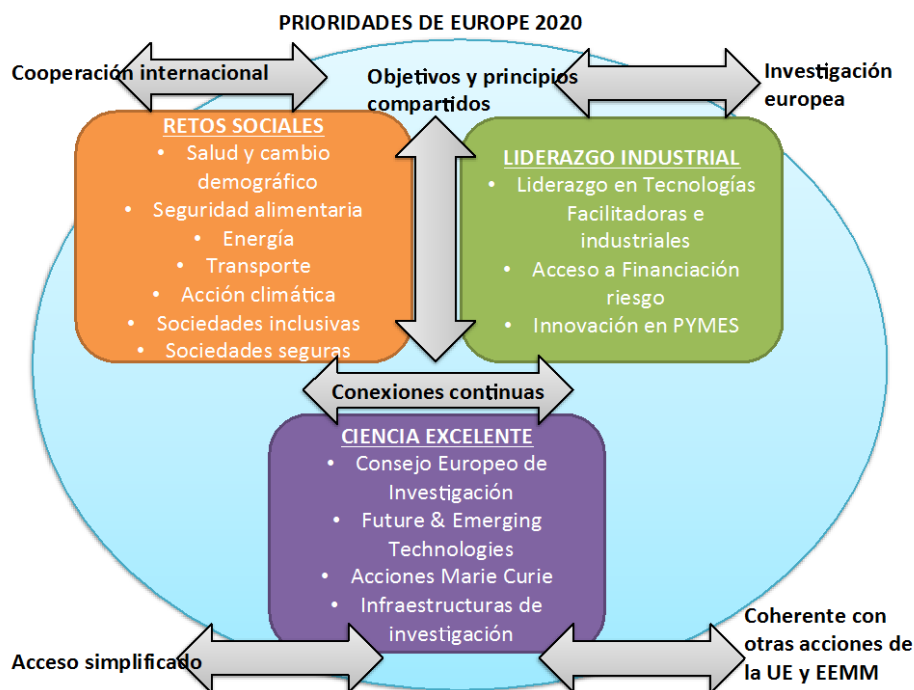 PRIORIDADES DE EUROPE 2020
Cooperación internacional
Objetivos y principios
compartidos
Investigación
europea
RETOS SOCIALES
• Salud y cambio
demográfico
• Seguridad alimentaria
• Energía
• Transporte
• Acción climática
• Sociedades inclusivas
• Sociedades seguras
LIDERAZGO INDUSTRIAL
• Liderazgo en Tecnologías
Facilitadoras e
industriales
• Acceso a Financiación
riesgo
• Innovación en PYMES
Conexiones continuas
CIENCIA EXCELENTE
• Consejo Europeo de
Investigación
• Future & Emerging
Technologies
• Acciones Marie Curie
• Infraestructuras de
investigación
Acceso simplificado
Coherente con
otras acciones de
la UE y EEMM